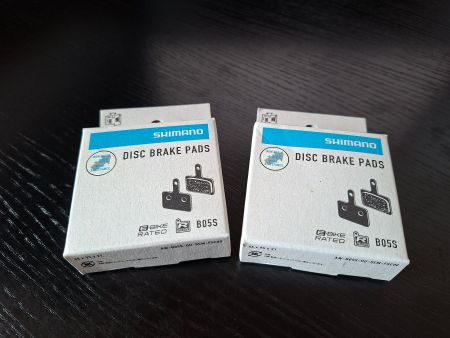 SHIMANO
DISC BRAKE PADS
E-BIKE
RATED
B05S
SHIMANO
DISC BRAKE PADS
E-BIKE
RATED
B05S